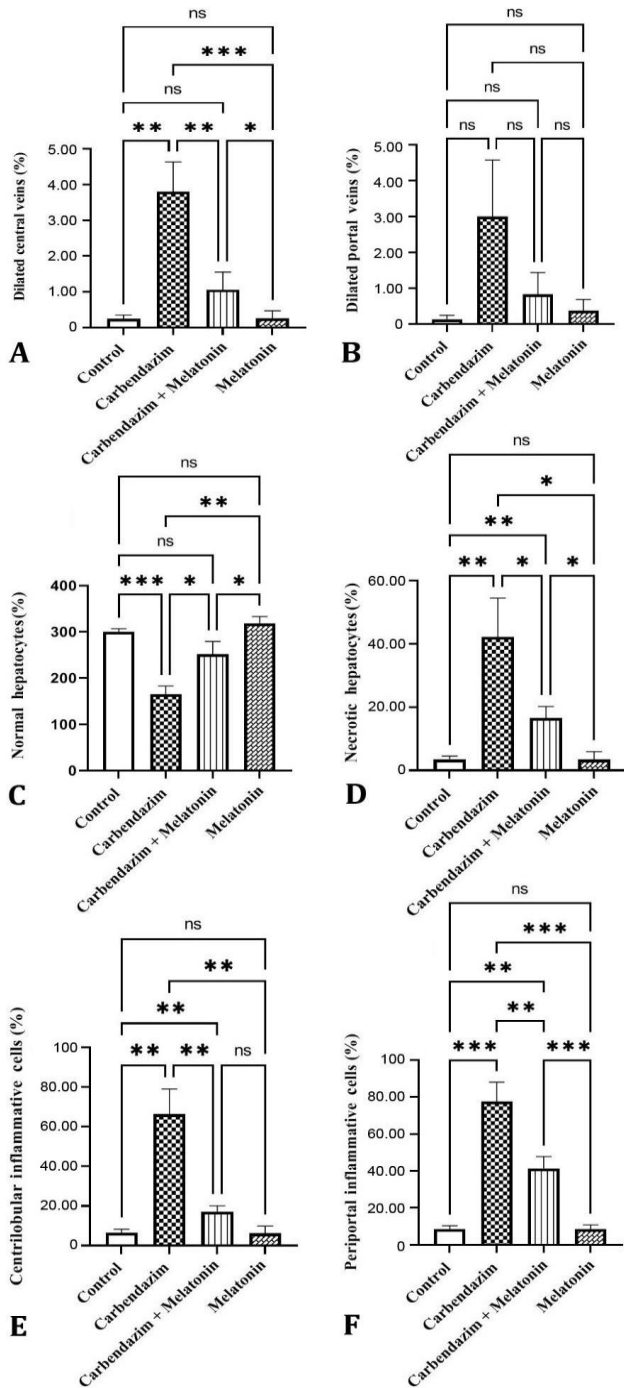 ns
***
ns
** ** *
Dilated central veins (%)
5.00
4.00
3.00
2.00
1.00
0
Control
Carbendazim
Carbendazim + Melatonin
Melatonin
A
ns
ns
ns
ns ns ns
Dilated portal veins (%)
5.00
4.00
3.00
2.00
1.00
0
Control
Carbendazim
Carbendazim + Melatonin
Melatonin
B
ns
**
ns
*** * *
Normal hepatocytes (%)
400
300
200
100
0
Control
Carbendazim
Carbendazim + Melatonin
Melatonin
C
ns
*
**
** * *
Necrotic hepatocytes (%)
60.00
40.00
20.00
0
Control
Carbendazim
Carbendazim + Melatonin
Melatonin
D
ns
**
**
** ** ns
Centrilobular inflammative cells (%)
100
80.00
60.00
40.00
20.00
0
Control
Carbendazim
Carbendazim + Melatonin
Melatonin
E
ns
***
**
**
*** ***
Periportal inflammative cells (%)
100
80.00
60.00
40.00
20.00
0
Control
Carbendazim
Carbendazim + Melatonin
Melatonin
F